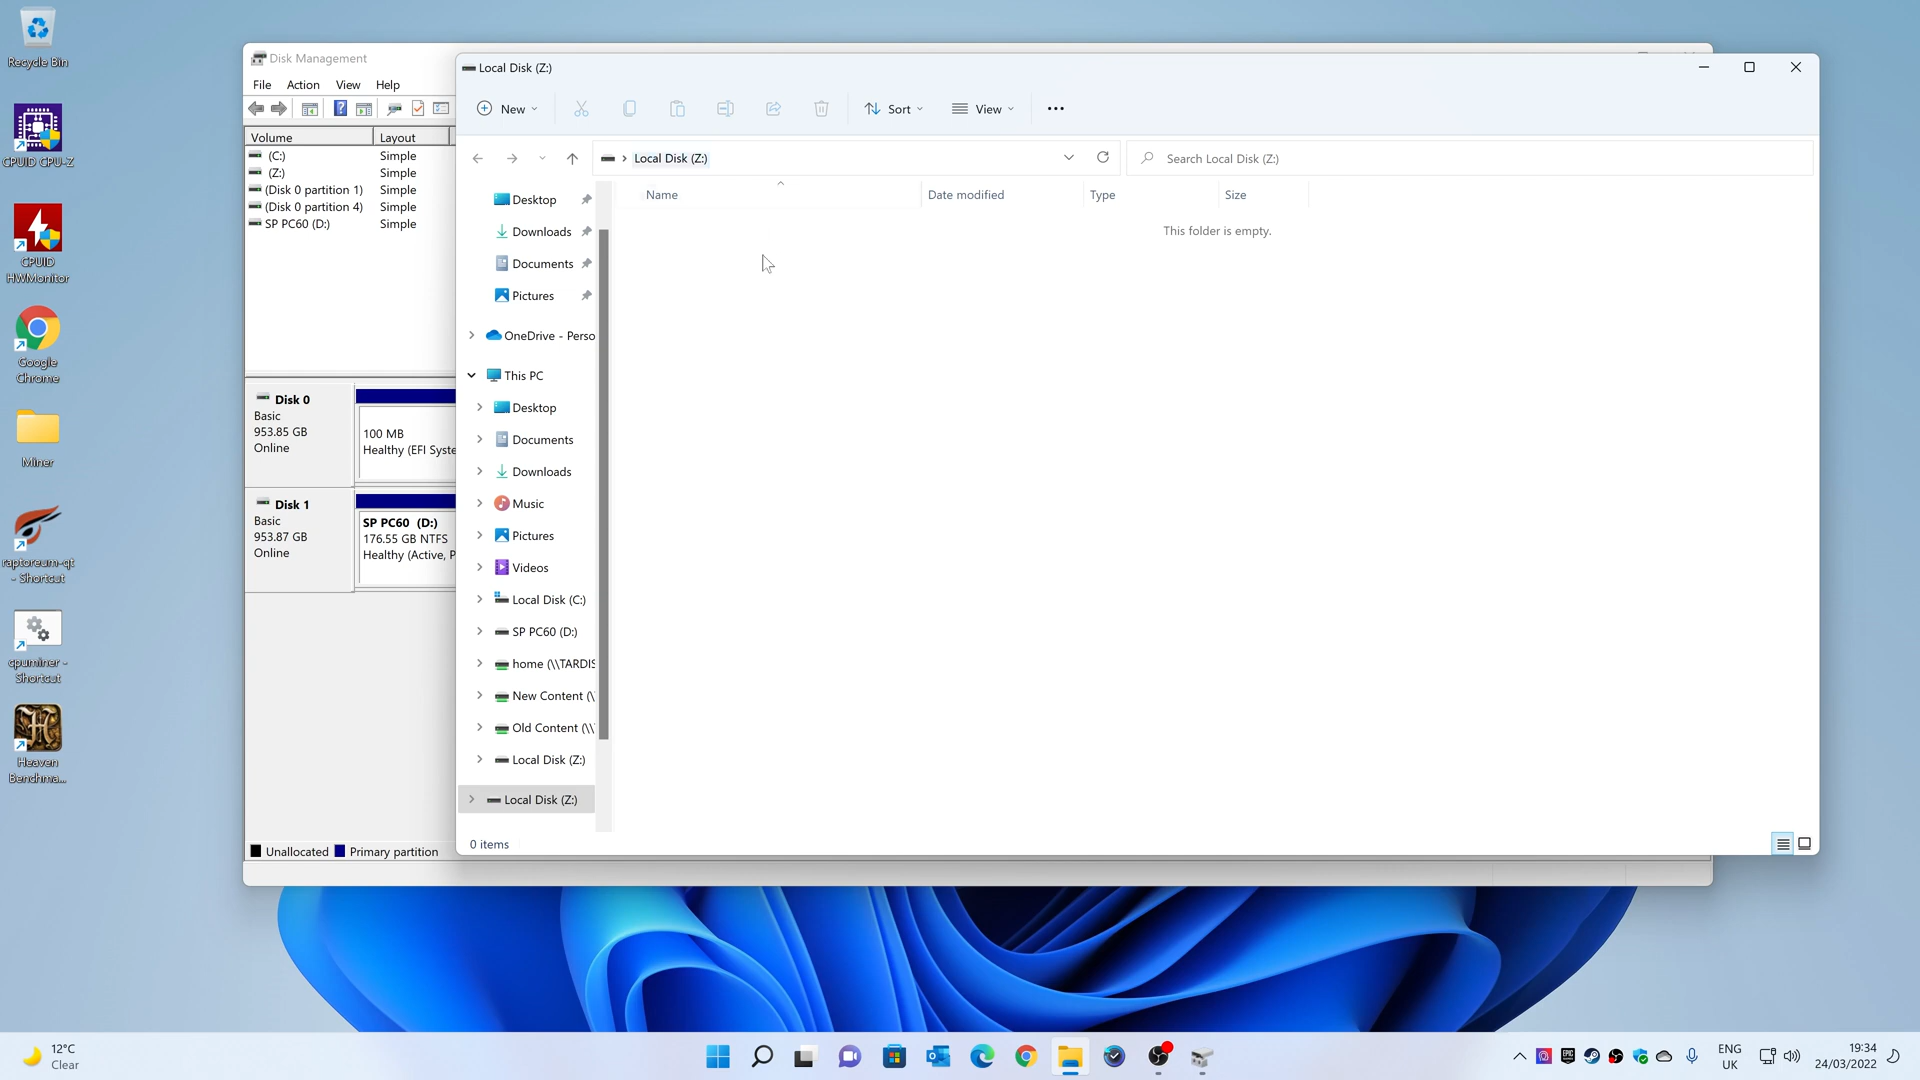 Recycle Bin
CPUID CPU-Z
CPUID
HWMonitor
Google
Chrome
Miner
raptoreum-qt
- Shortcut
cpuminer -
Shortcut
Heaven
Benchma...
Disk Management
File Action View Help
Volume Layout
(C:) Simple
(Z:) Simple
(Disk 0 partition 1) Simple
(Disk 0 partition 4) Simple
SP PC60 (D:) Simple
Disk 0
Basic
953.85 GB
Online
100 MB
Healthy (EFI Syste
Disk 1
Basic
953.87 GB
Online
SP PC60 (D:)
176.55 GB NTFS
Healthy (Active, P
Unallocated Primary partition
Local Disk (Z:)
New Sort View
Local Disk (Z:)
Search Local Disk (Z:)
Name Date modified Type Size
This folder is empty.
Desktop
Downloads
Documents
Pictures
OneDrive - Perso
This PC
Desktop
Documents
Downloads
Music
Pictures
Videos
Local Disk (C:)
SP PC60 (D:)
home (\\TARDIS
New Content (\
Old Content (\\
Local Disk (Z:)
Local Disk (Z:)
0 items
12°C
Clear
ENG
UK
19:34
24/03/2022